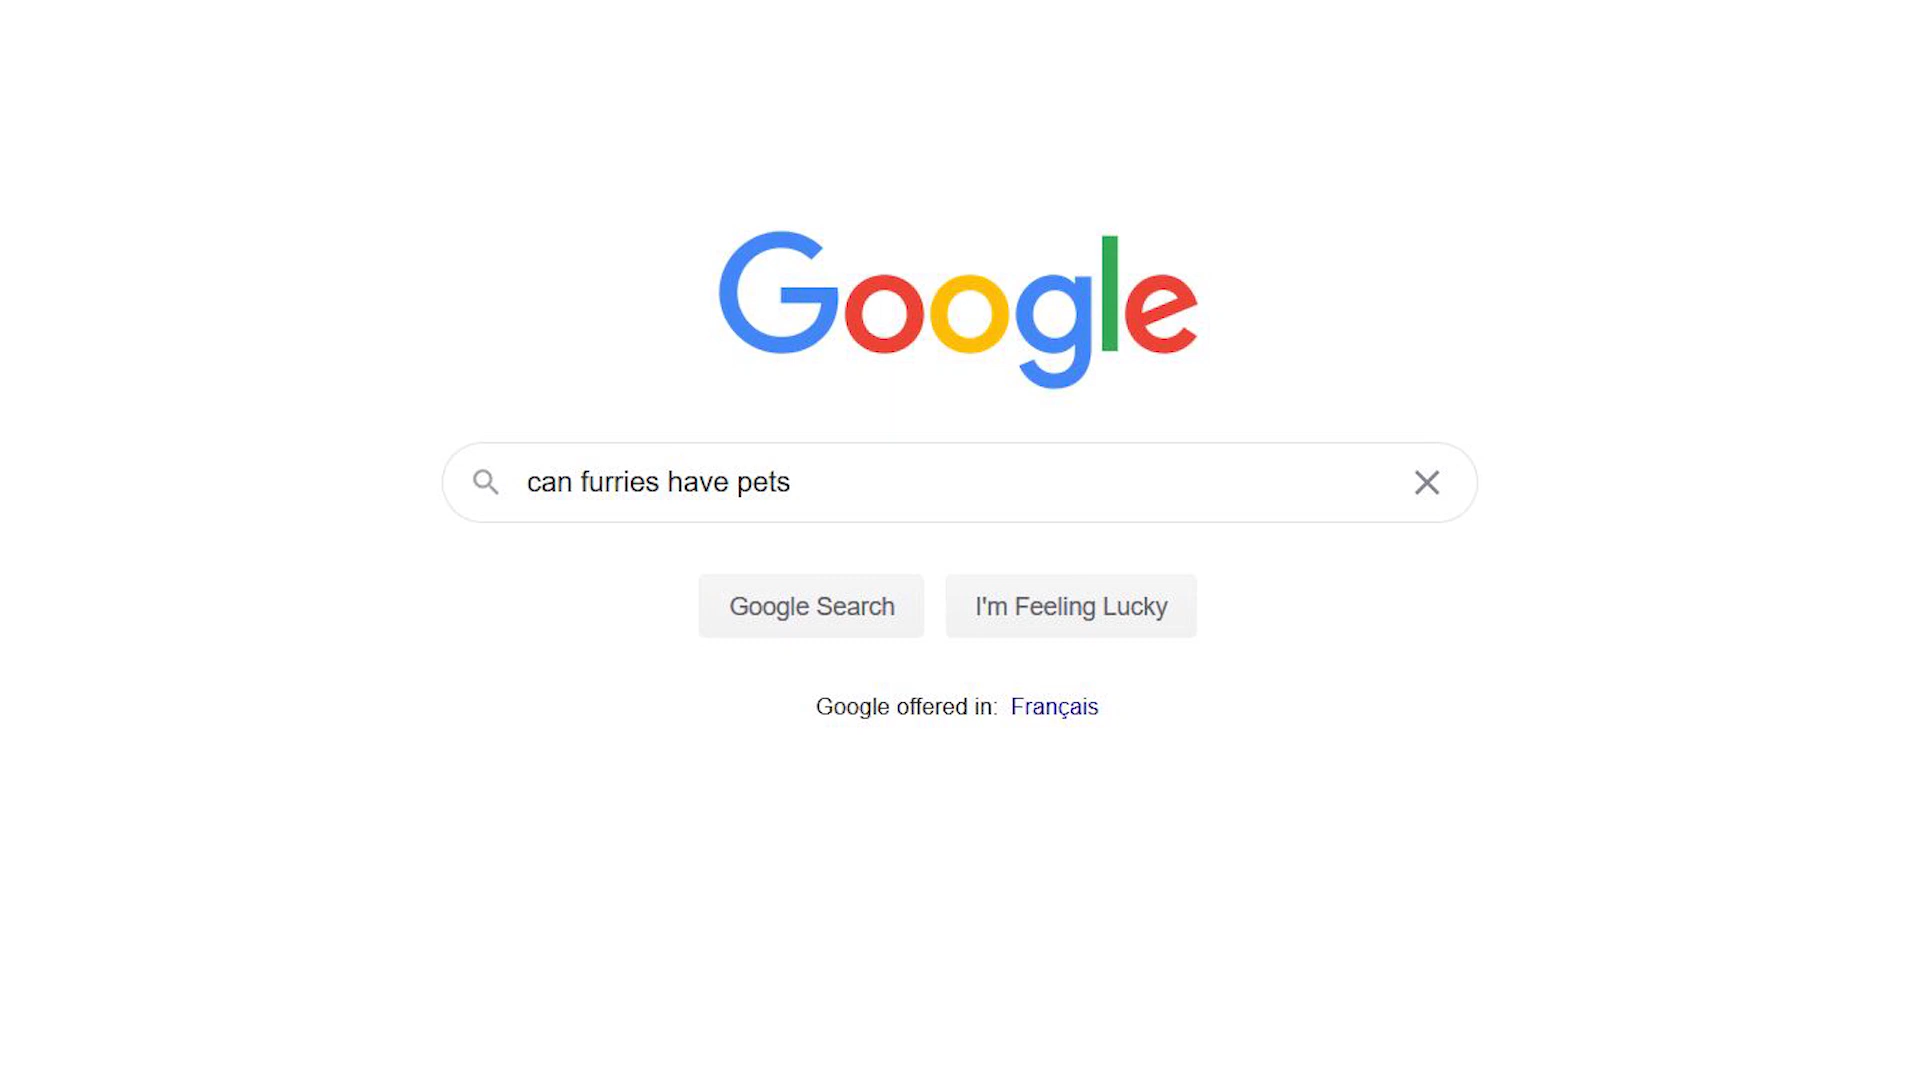 Google
can furries have pets
Google Search
I'm Feeling Lucky
Google offered in: Français